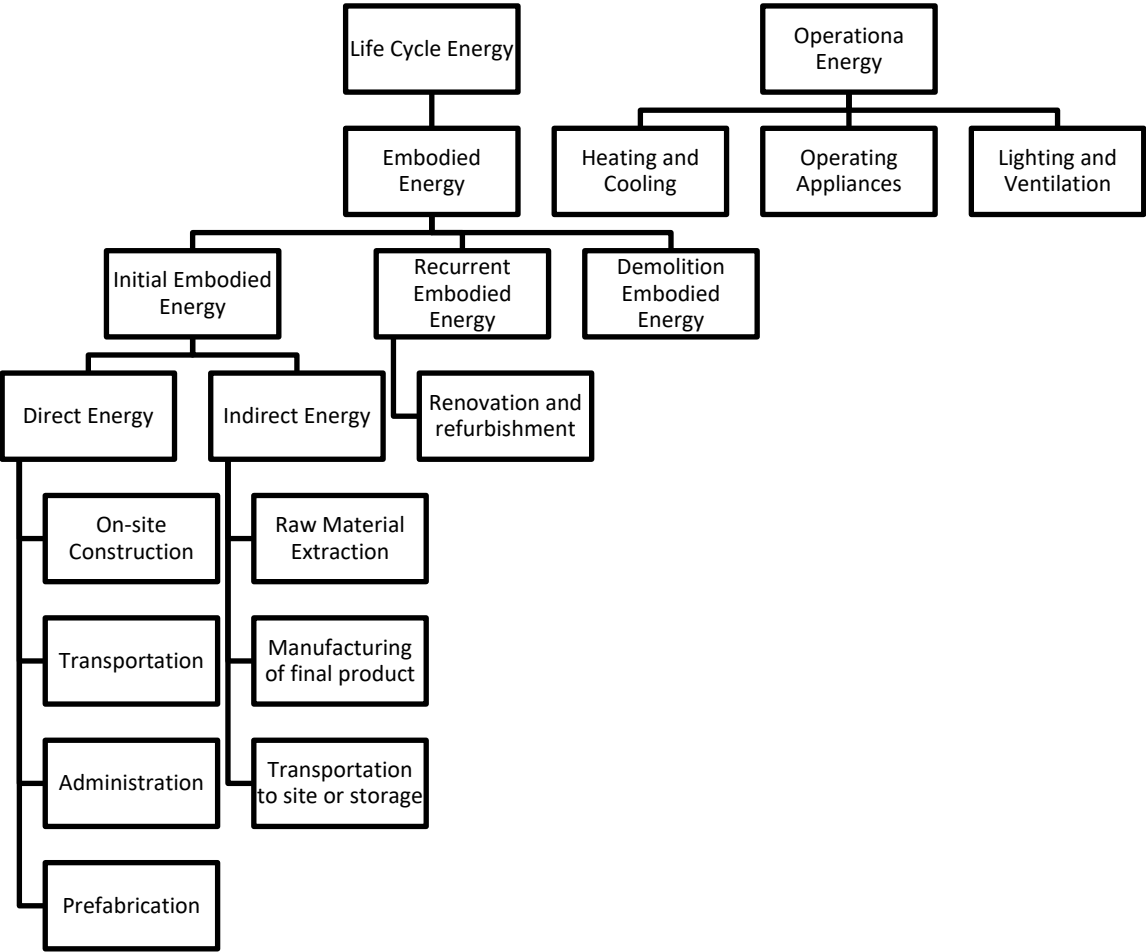 Life Cycle Energy
Operationa
Energy
Embodied
Energy
Heating and
Cooling
Operating
Appliances
Lighting and
Ventilation
Initial Embodied
Energy
Recurrent
Embodied
Energy
Demolition
Embodied
Energy
Direct Energy
Indirect Energy
Renovation and
refurbishment
On-site
Construction
Raw Material
Extraction
Transportation
Manufacturing
of final product
Administration
Transportation
to site or storage
Prefabrication